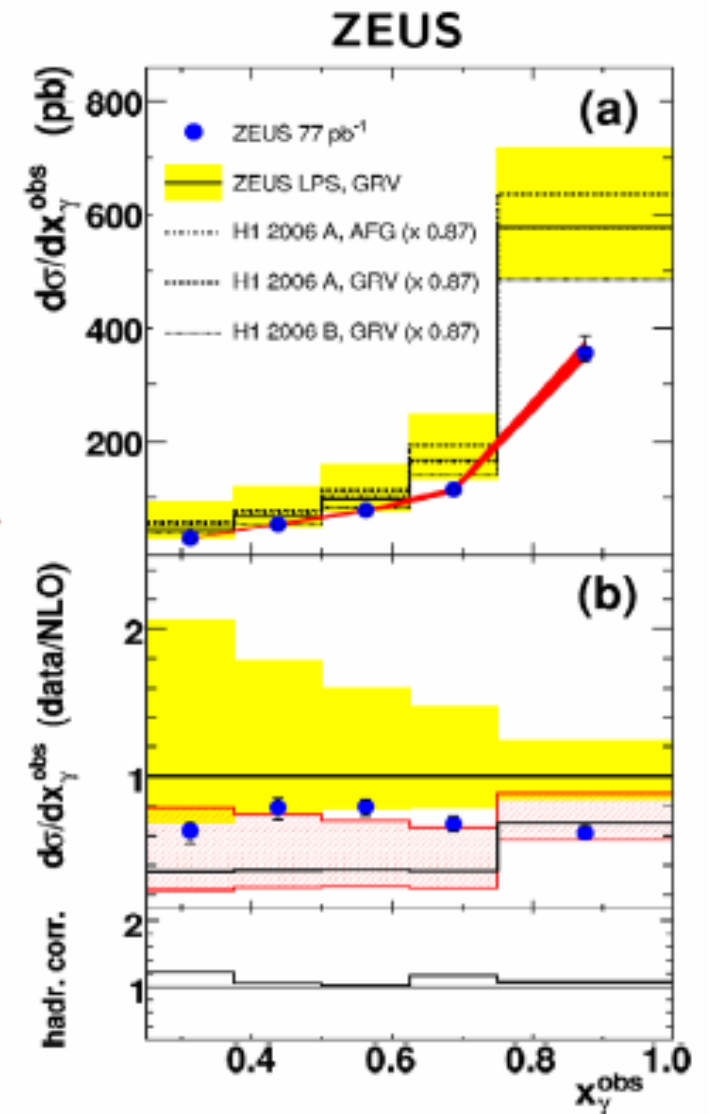 ZEUS
dσ/dx_γ^obs (pb)
(a)
800
600
400
200
ZEUS 77 pb⁻¹
ZEUS LPS, GRV
H1 2006 A, AFG (x 0.87)
H1 2006 A, GRV (x 0.87)
H1 2006 B, GRV (x 0.87)
dσ/dx_γ^obs (data/NLO)
(b)
2
1
hadr. corr.
2
1
0.4 0.6 0.8 1.0
x_γ^obs